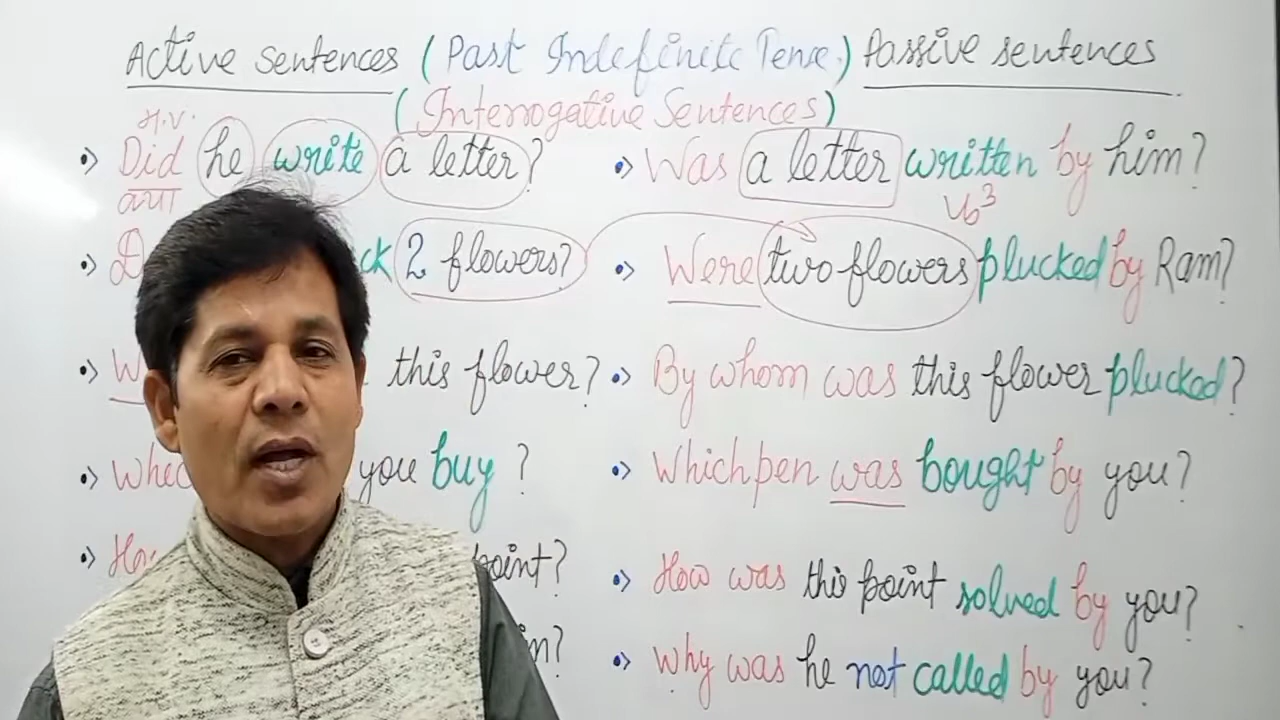 Active sentences ( Past Indefinite Tense ) Passive sentences
( Interrogative Sentences )
H.V.
Did he write a letter? Was a letter written by him?
Vb3
2 flowers? Were two flowers plucked by Ram?
this flower? By whom was this flower plucked?
you buy ? Which pen was bought by you?
point? How was this point solved by you?
Why was he not called by you?